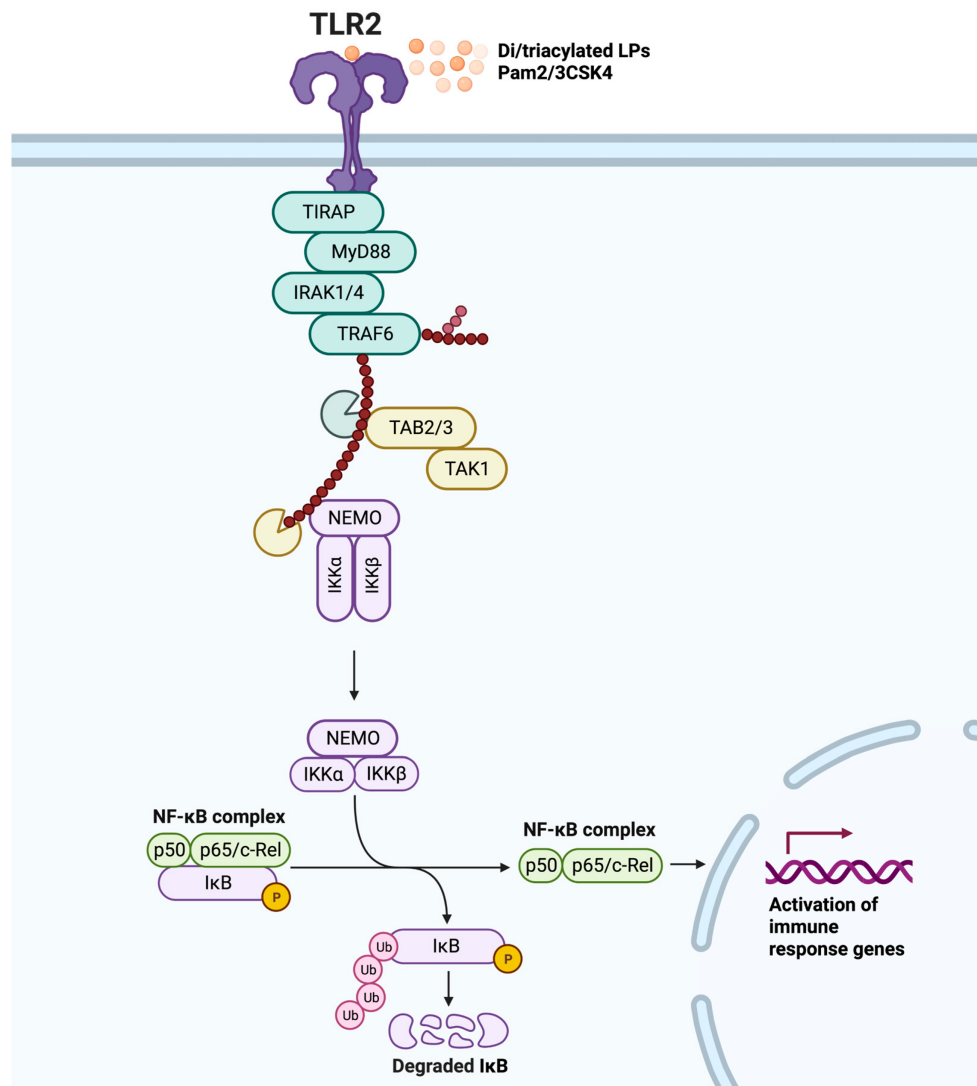 TLR2
Di/triacylated LPs
Pam2/3CSK4
TIRAP
MyD88
IRAK1/4
TRAF6
TAB2/3
TAK1
NEMO
IKKα
IKKβ
NEMO
IKKα
IKKβ
NF-κB complex
p50
p65/c-Rel
IκB
P
NF-κB complex
p50
p65/c-Rel
Activation of
immune
response genes
Ub
IκB
P
Ub
Ub
Ub
Degraded IκB